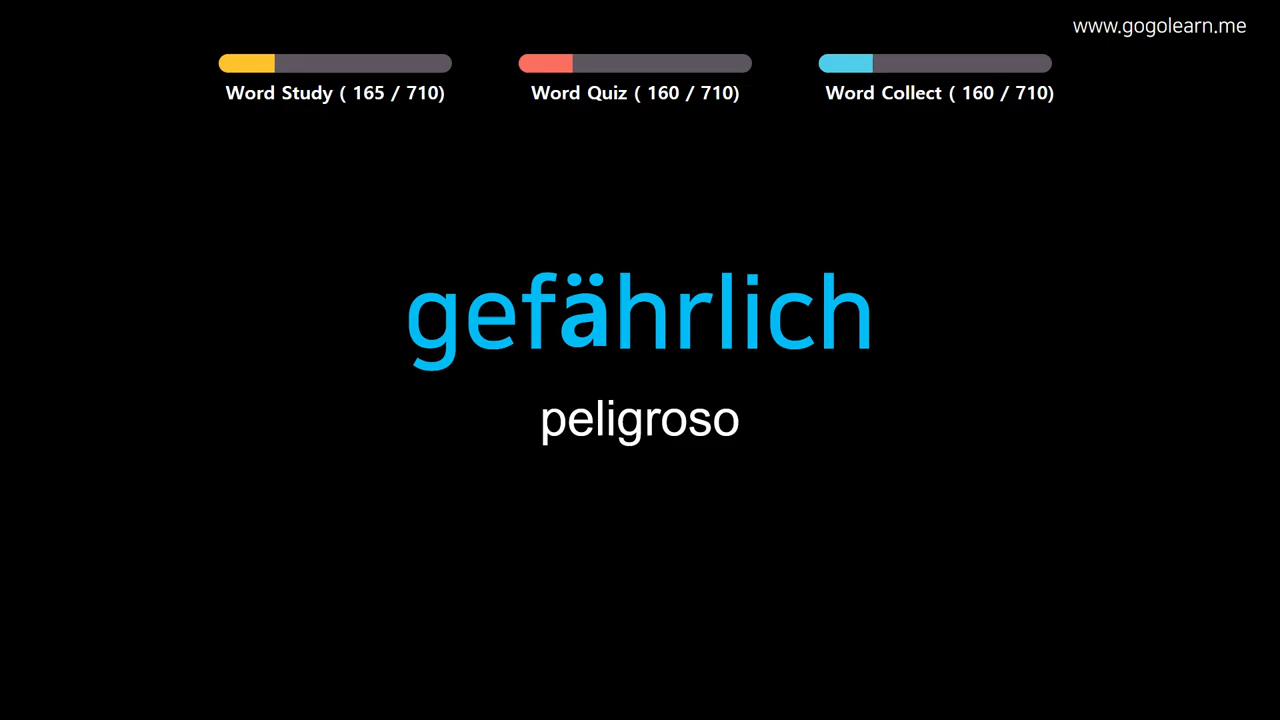 www.gogolearn.me
Word Study ( 165 / 710)
Word Quiz ( 160 / 710)
Word Collect ( 160 / 710)
gefährlich
peligroso